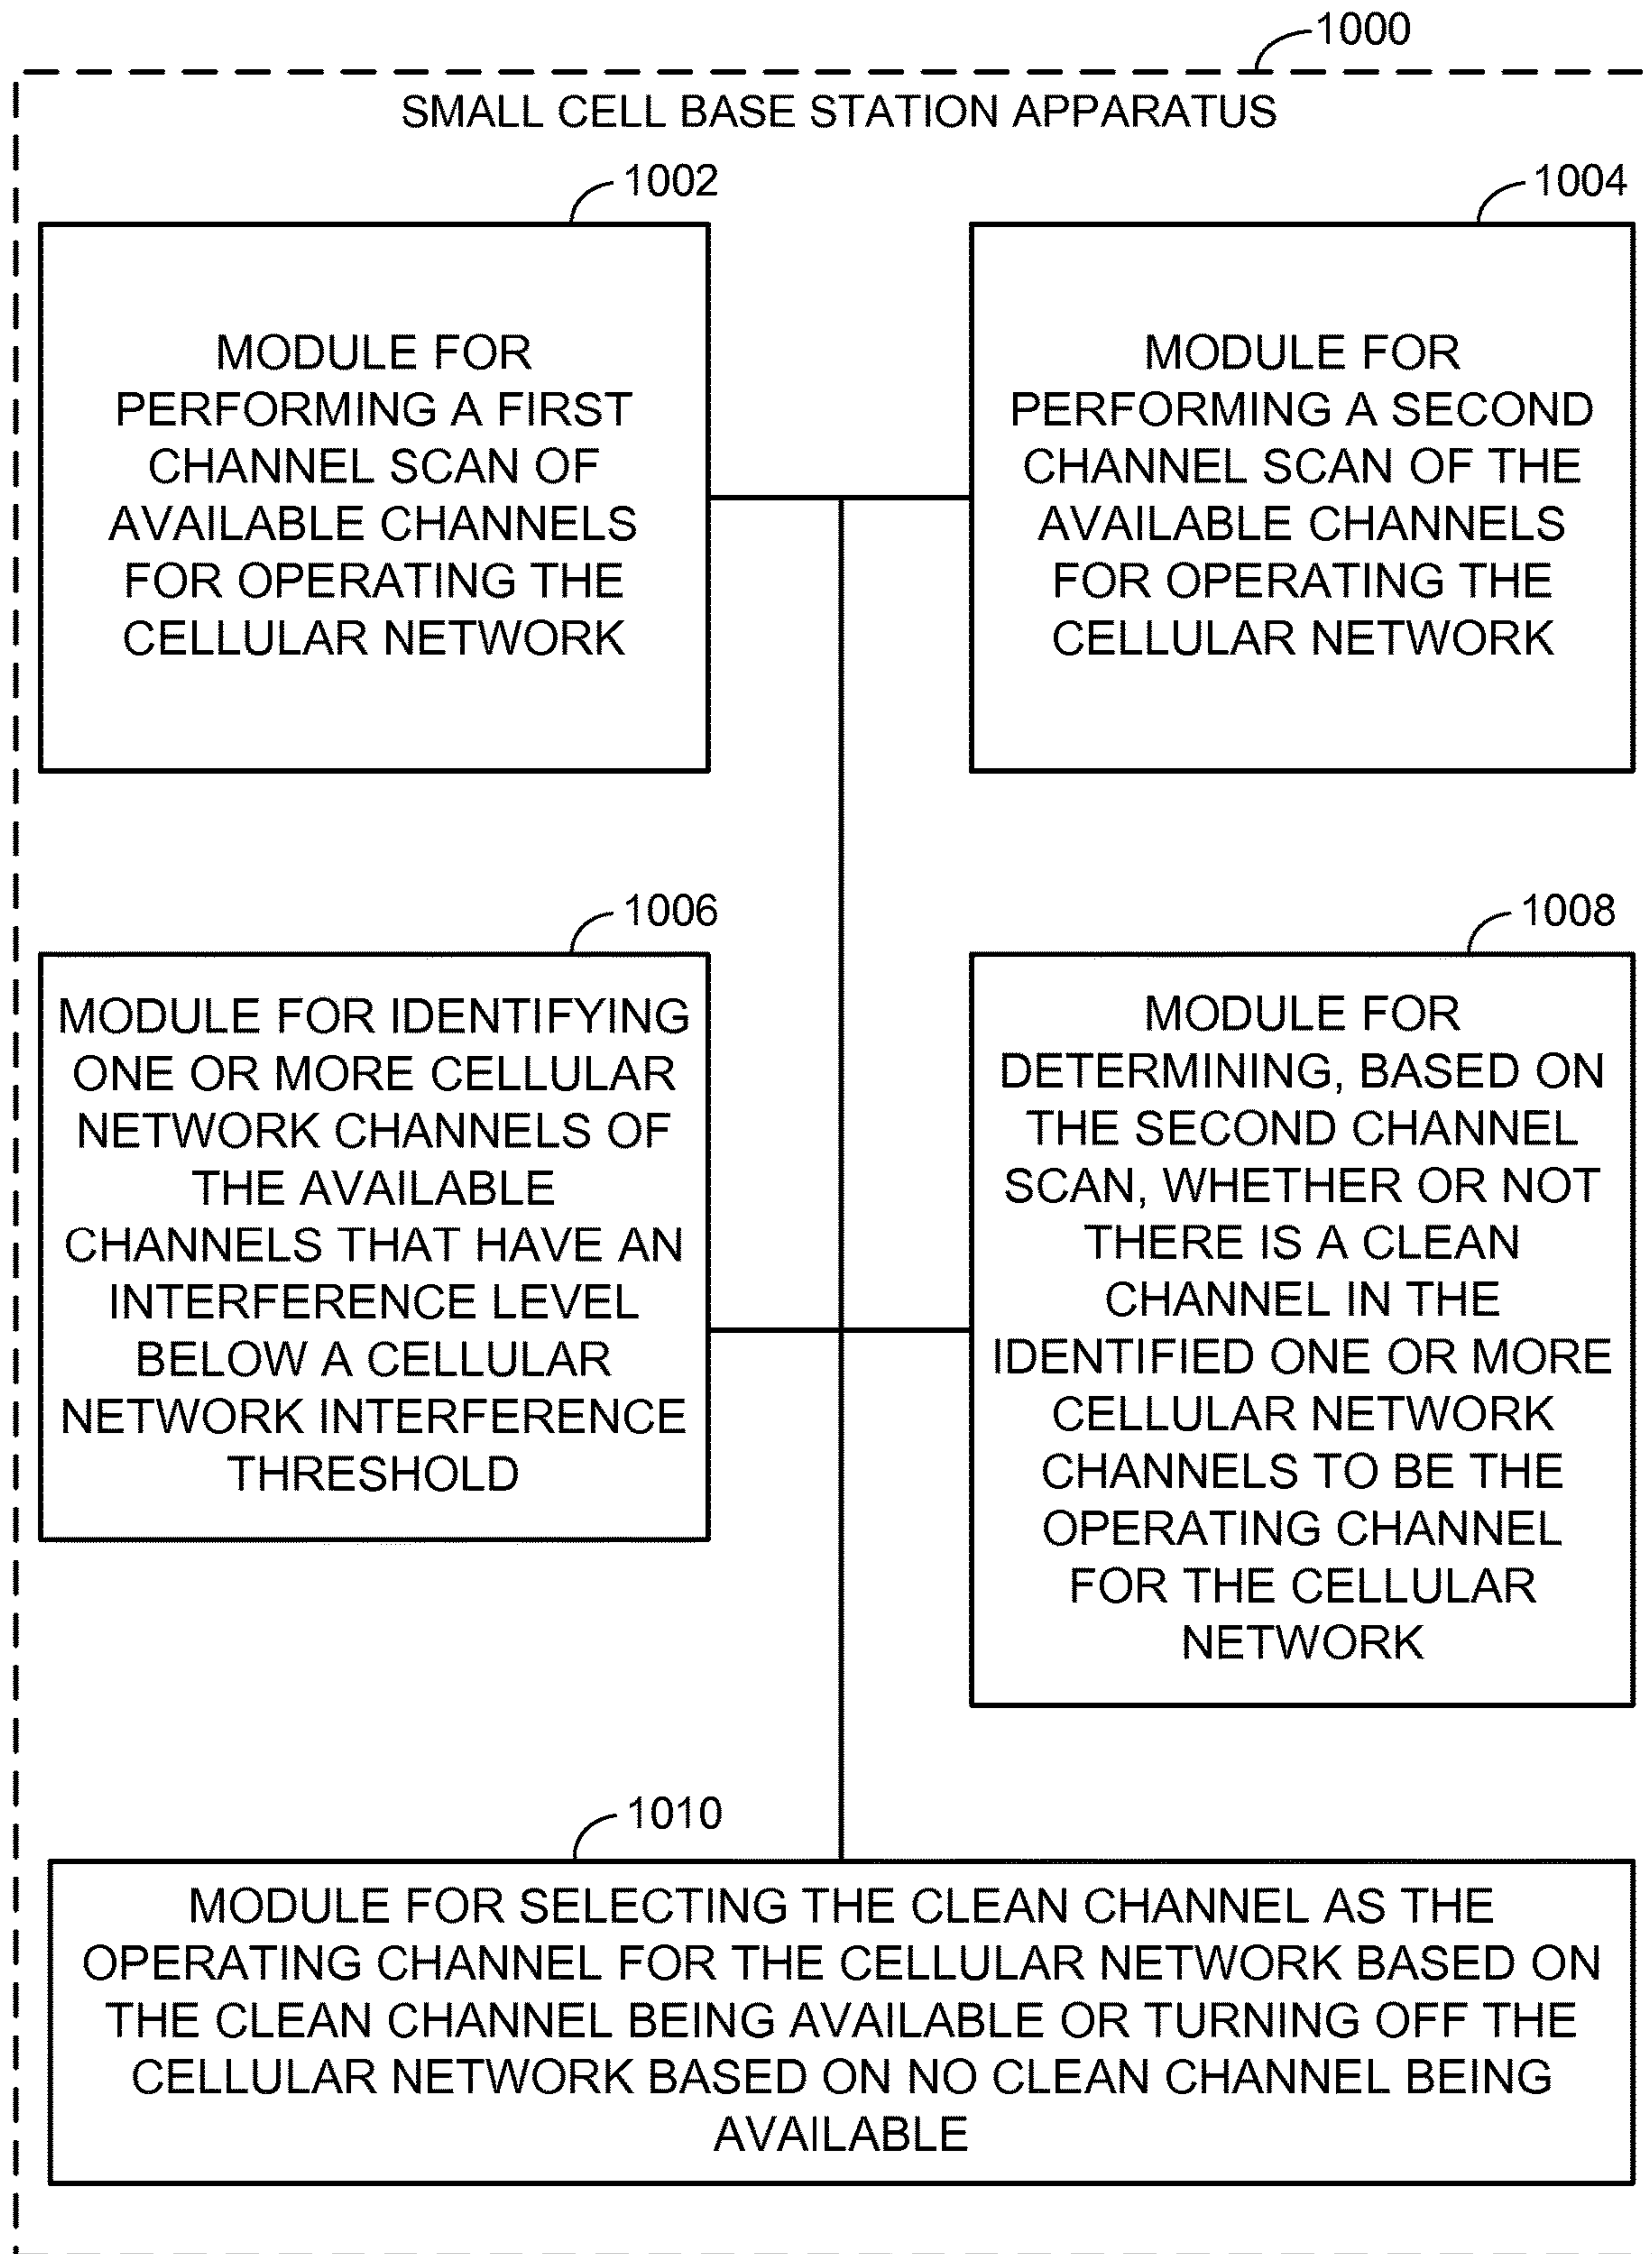 1000
SMALL CELL BASE STATION APPARATUS
1002
1004
MODULE FOR
PERFORMING A FIRST
CHANNEL SCAN OF
AVAILABLE CHANNELS
FOR OPERATING THE
CELLULAR NETWORK
MODULE FOR
PERFORMING A SECOND
CHANNEL SCAN OF THE
AVAILABLE CHANNELS
FOR OPERATING THE
CELLULAR NETWORK
1006
1008
MODULE FOR IDENTIFYING
ONE OR MORE CELLULAR
NETWORK CHANNELS OF
THE AVAILABLE
CHANNELS THAT HAVE AN
INTERFERENCE LEVEL
BELOW A CELLULAR
NETWORK INTERFERENCE
THRESHOLD
MODULE FOR
DETERMINING, BASED ON
THE SECOND CHANNEL
SCAN, WHETHER OR NOT
THERE IS A CLEAN
CHANNEL IN THE
IDENTIFIED ONE OR MORE
CELLULAR NETWORK
CHANNELS TO BE THE
OPERATING CHANNEL
FOR THE CELLULAR
NETWORK
1010
MODULE FOR SELECTING THE CLEAN CHANNEL AS THE
OPERATING CHANNEL FOR THE CELLULAR NETWORK BASED ON
THE CLEAN CHANNEL BEING AVAILABLE OR TURNING OFF THE
CELLULAR NETWORK BASED ON NO CLEAN CHANNEL BEING
AVAILABLE